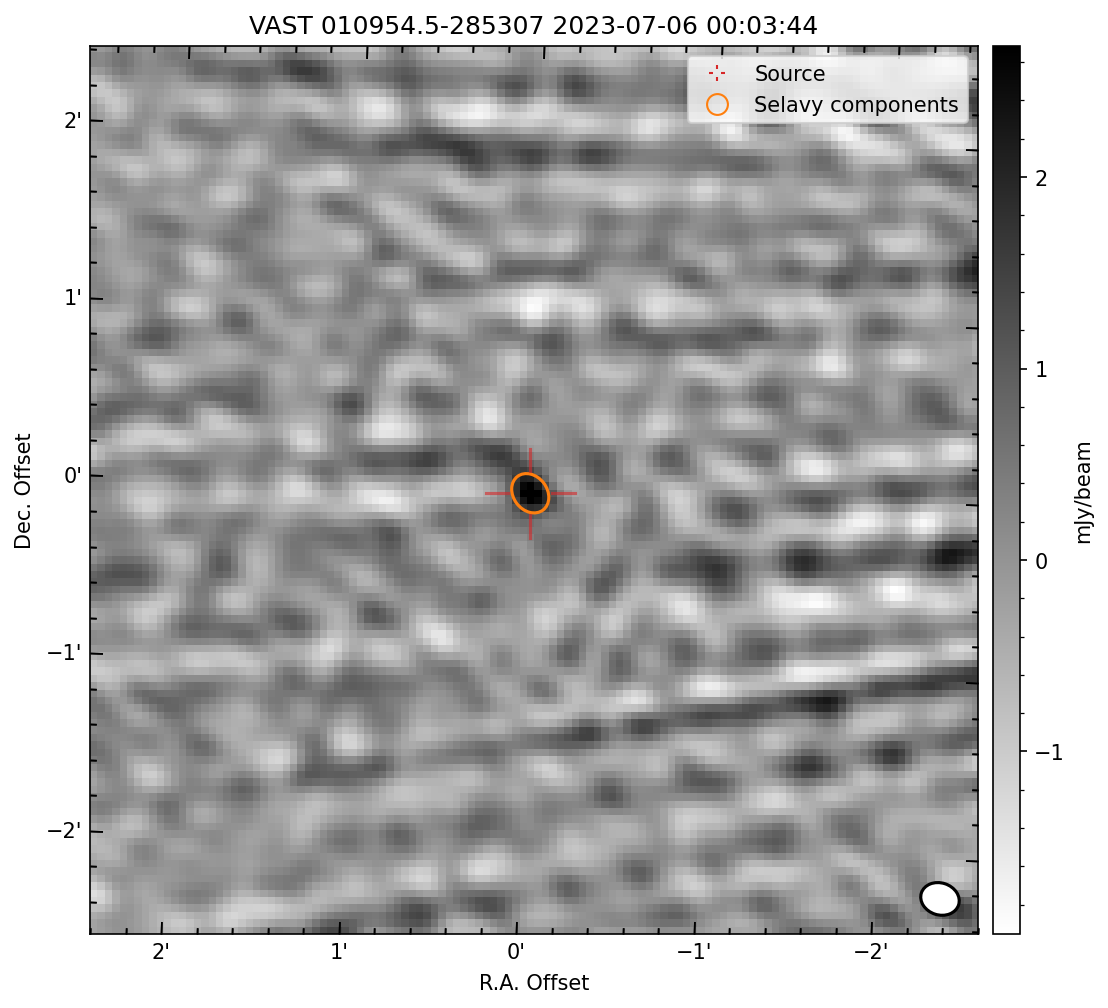 VAST 010954.5-285307 2023-07-06 00:03:44
Source
Selavy components
2'
1'
0'
−1'
−2'
Dec. Offset
2'
1'
0'
−1'
−2'
R.A. Offset
2
1
0
−1
mJy/beam